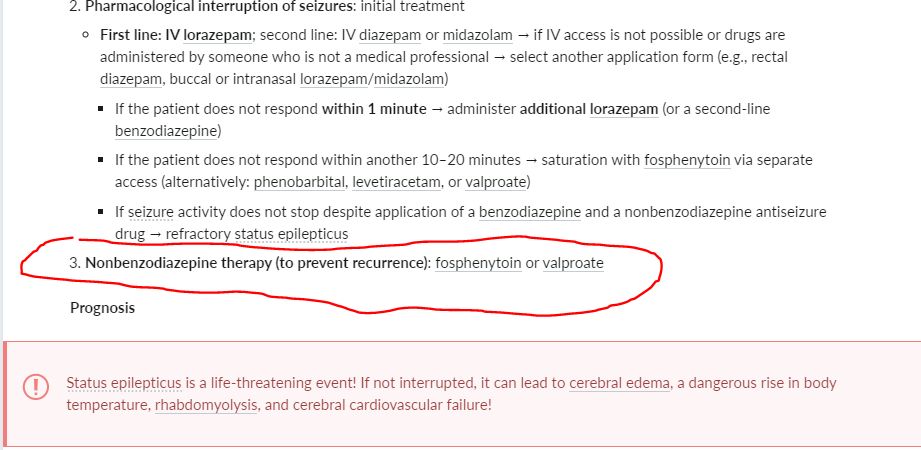 2. Pharmacological interruption of seizures: initial treatment
First line: IV lorazepam; second line: IV diazepam or midazolam → if IV access is not possible or drugs are
administered by someone who is not a medical professional → select another application form (e.g., rectal
diazepam, buccal or intranasal lorazepam/midazolam)
If the patient does not respond within 1 minute → administer additional lorazepam (or a second-line
benzodiazepine)
If the patient does not respond within another 10–20 minutes → saturation with fosphenytoin via separate
access (alternatively: phenobarbital, levetiracetam, or valproate)
If seizure activity does not stop despite application of a benzodiazepine and a nonbenzodiazepine antiseizure
drug → refractory status epilepticus
3. Nonbenzodiazepine therapy (to prevent recurrence): fosphenytoin or valproate
Prognosis
Status epilepticus is a life-threatening event! If not interrupted, it can lead to cerebral edema, a dangerous rise in body
temperature, rhabdomyolysis, and cerebral cardiovascular failure!